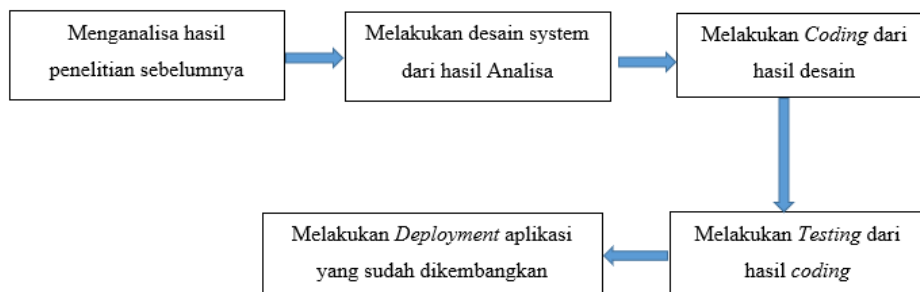 Menganalisa hasil
penelitian sebelumnya
Melakukan desain system
dari hasil Analisa
Melakukan Coding dari
hasil desain
Melakukan Testing dari
hasil coding
Melakukan Deployment aplikasi
yang sudah dikembangkan